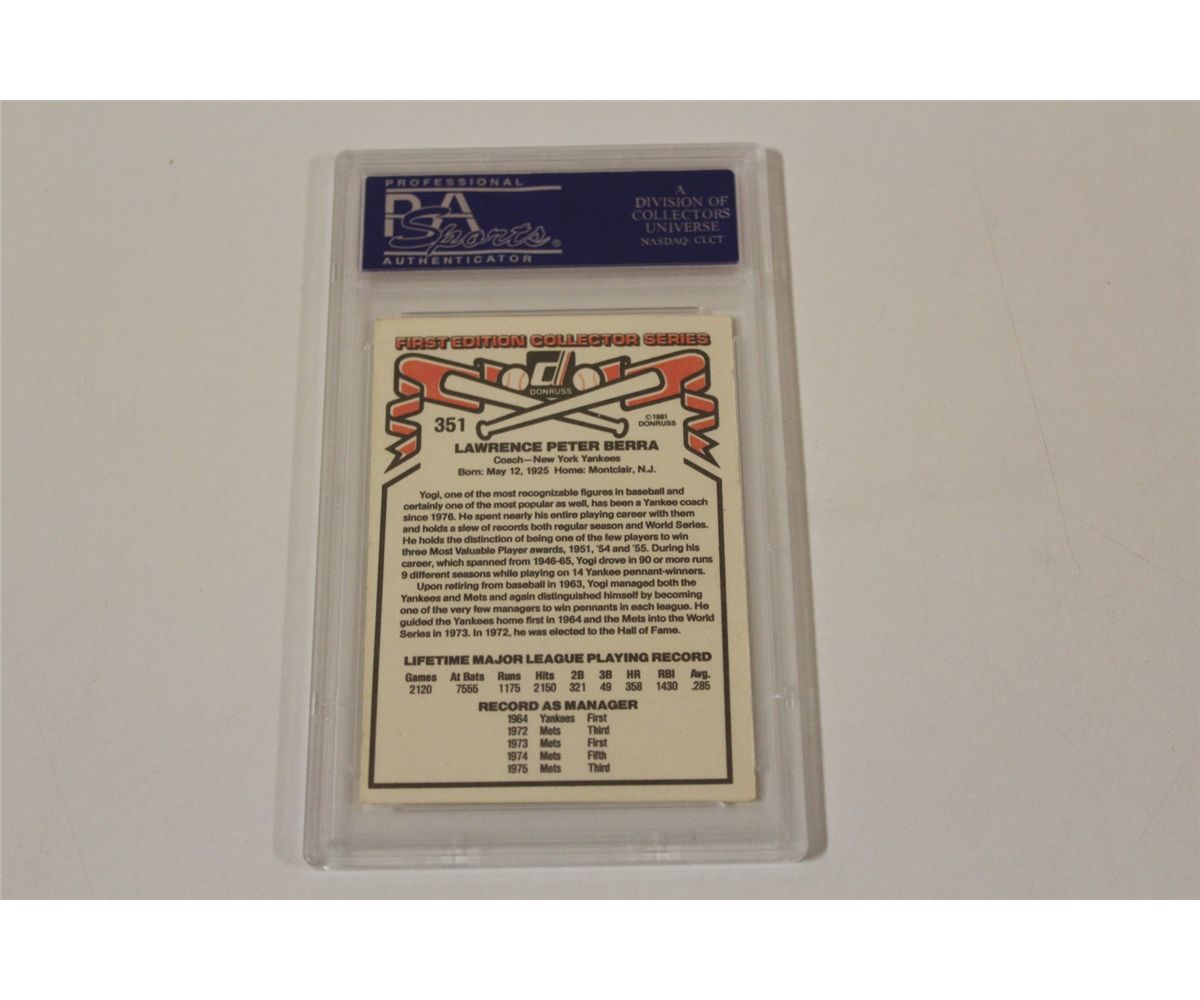 PROFESSIONAL
PSA
Sports®
AUTHENTICATOR
A
DIVISION OF
COLLECTORS
UNIVERSE
NASDAQ: CLCT
FIRST EDITION COLLECTOR SERIES
d
DONRUSS
351
©1981
DONRUSS
LAWRENCE PETER BERRA
Coach—New York Yankees
Born: May 12, 1925 Home: Montclair, N.J.
Yogi, one of the most recognizable figures in baseball and
certainly one of the most popular as well, has been a Yankee coach
since 1976. He spent nearly his entire playing career with them
and holds a slew of records both regular season and World Series.
He holds the distinction of being one of the few players to win
three Most Valuable Player awards, 1951, '54 and '55. During his
career, which spanned from 1946-65, Yogi drove in 90 or more runs
9 different seasons while playing on 14 Yankee pennant-winners.
Upon retiring from baseball in 1963, Yogi managed both the
Yankees and Mets and again distinguished himself by becoming
one of the very few managers to win pennants in each league. He
guided the Yankees home first in 1964 and the Mets into the World
Series in 1973. In 1972, he was elected to the Hall of Fame.
LIFETIME MAJOR LEAGUE PLAYING RECORD
Games At Bats Runs Hits 2B 3B HR RBI Avg.
2120 7555 1175 2150 321 49 358 1430 .285
RECORD AS MANAGER
1964 Yankees First
1972 Mets Third
1973 Mets First
1974 Mets Fifth
1975 Mets Third